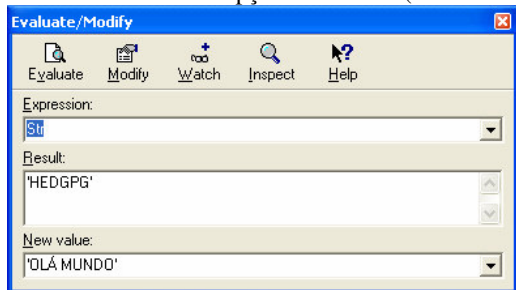 Evaluate/Modify
Evaluate Modify Watch Inspect Help
Expression:
Str
Result:
'HEDGPG'
New value:
'OLÁ MUNDO'